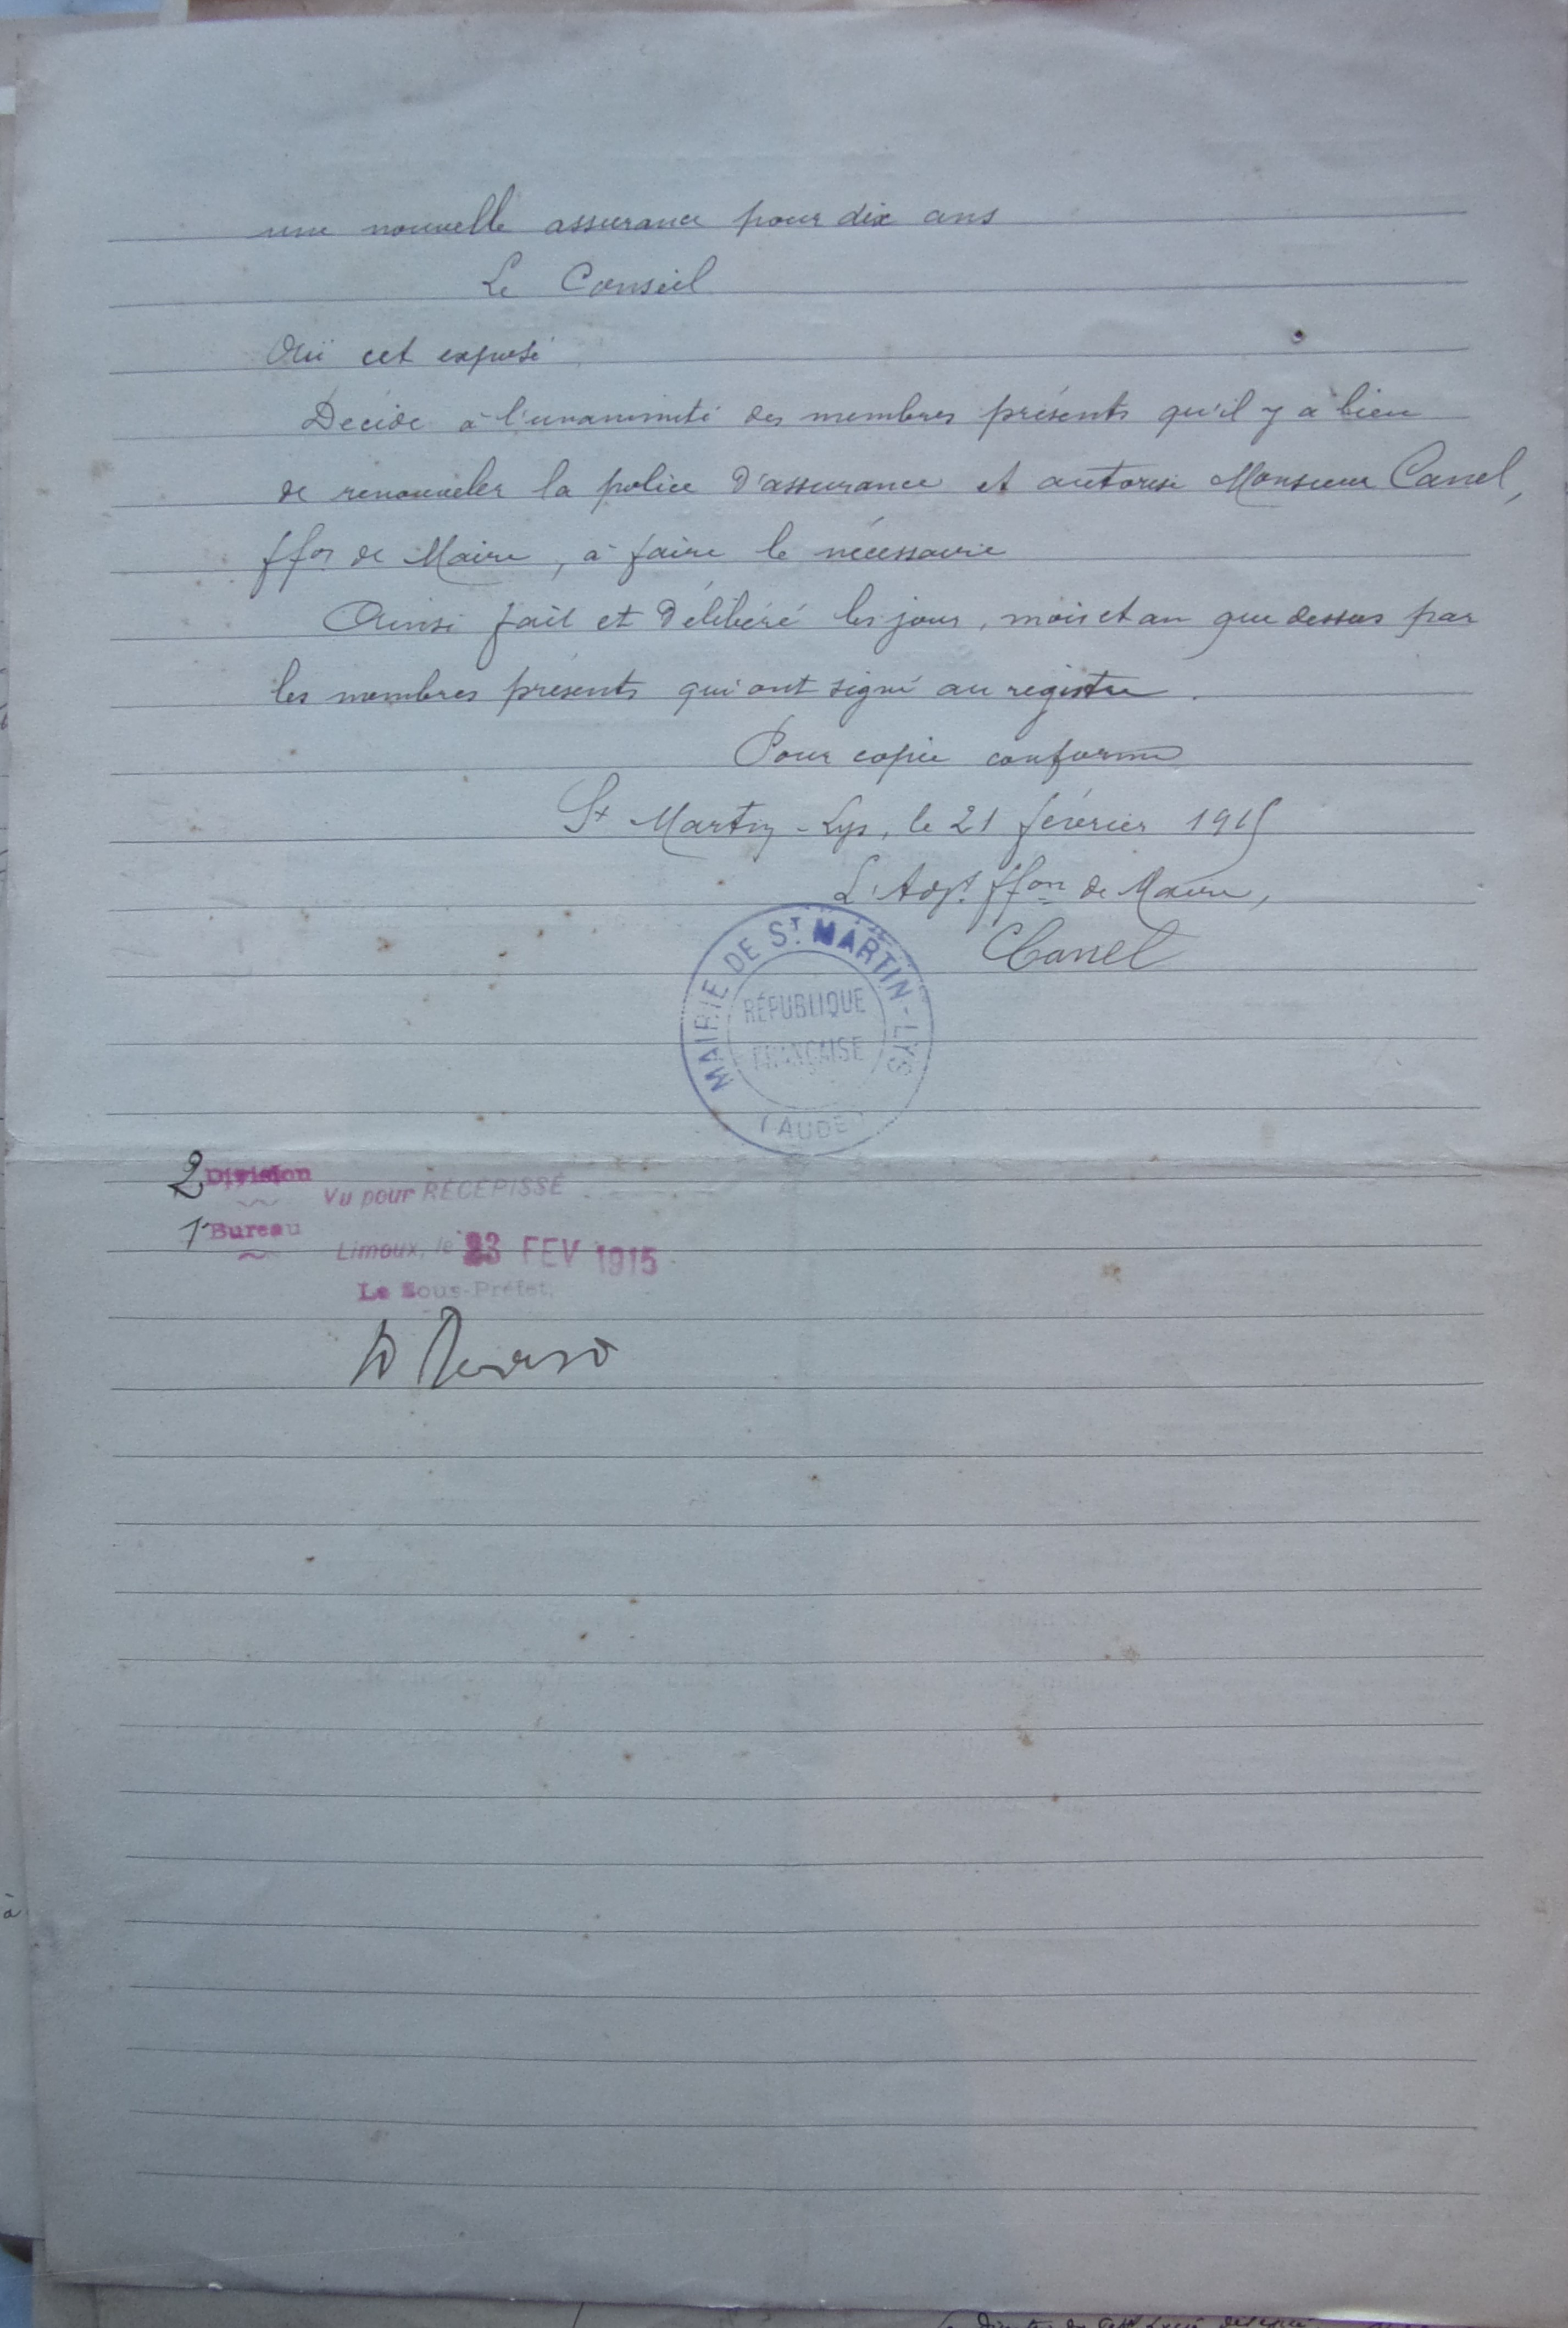 une nouvelle assurance pour dix ans
Le Conseil
Ouï cet exposé
Décide à l'unanimité des membres présents qu'il y a lieu
de renouveler la police d'assurance et autorise Monsieur Canel,
ffon de Maire, à faire le nécessaire
Ainsi fait et délibéré les jour, mois et an que dessus par
les membres présents qui ont signé au registre.
Pour copie conforme
St Martin-Lys, le 21 février 1915
L'Adjt ffon de Maire,
Canel
MAIRIE DE ST MARTIN-LYS
RÉPUBLIQUE
FRANÇAISE
(AUDE)
2 Division
Vu pour RÉCÉPISSÉ
1r Bureau
Limoux, le 23 FEV 1915
Le Sous-Préfet,